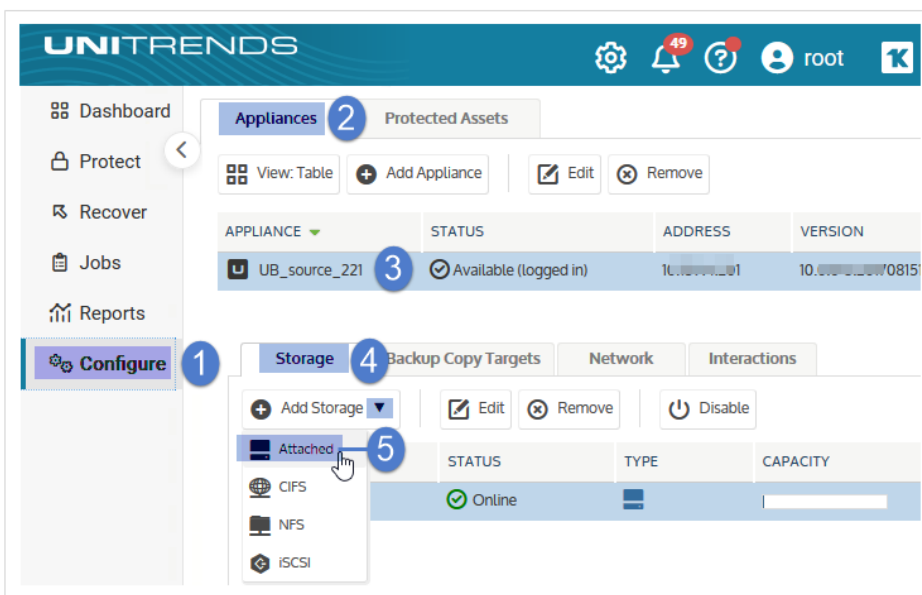 UNITRENDS
49
root
Dashboard
Appliances 2 Protected Assets
Protect
View: Table Add Appliance Edit Remove
Recover
APPLIANCE STATUS ADDRESS VERSION
Jobs
UB_source_221 3 Available (logged in)
Reports
Configure 1
Storage 4 Backup Copy Targets Network Interactions
Add Storage Edit Remove Disable
Attached 5
STATUS TYPE CAPACITY
CIFS
Online
NFS
iSCSI